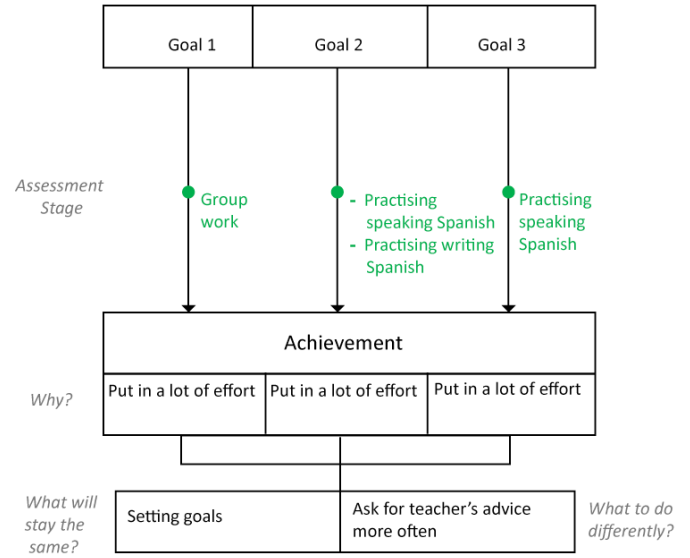 Goal 1
Goal 2
Goal 3
Assessment
Stage
Group
work
- Practising
speaking Spanish
- Practising writing
Spanish
Practising
speaking
Spanish
Achievement
Why?
Put in a lot of effort
Put in a lot of effort
Put in a lot of effort
What will
stay the
same?
Setting goals
Ask for teacher’s advice
more often
What to do
differently?